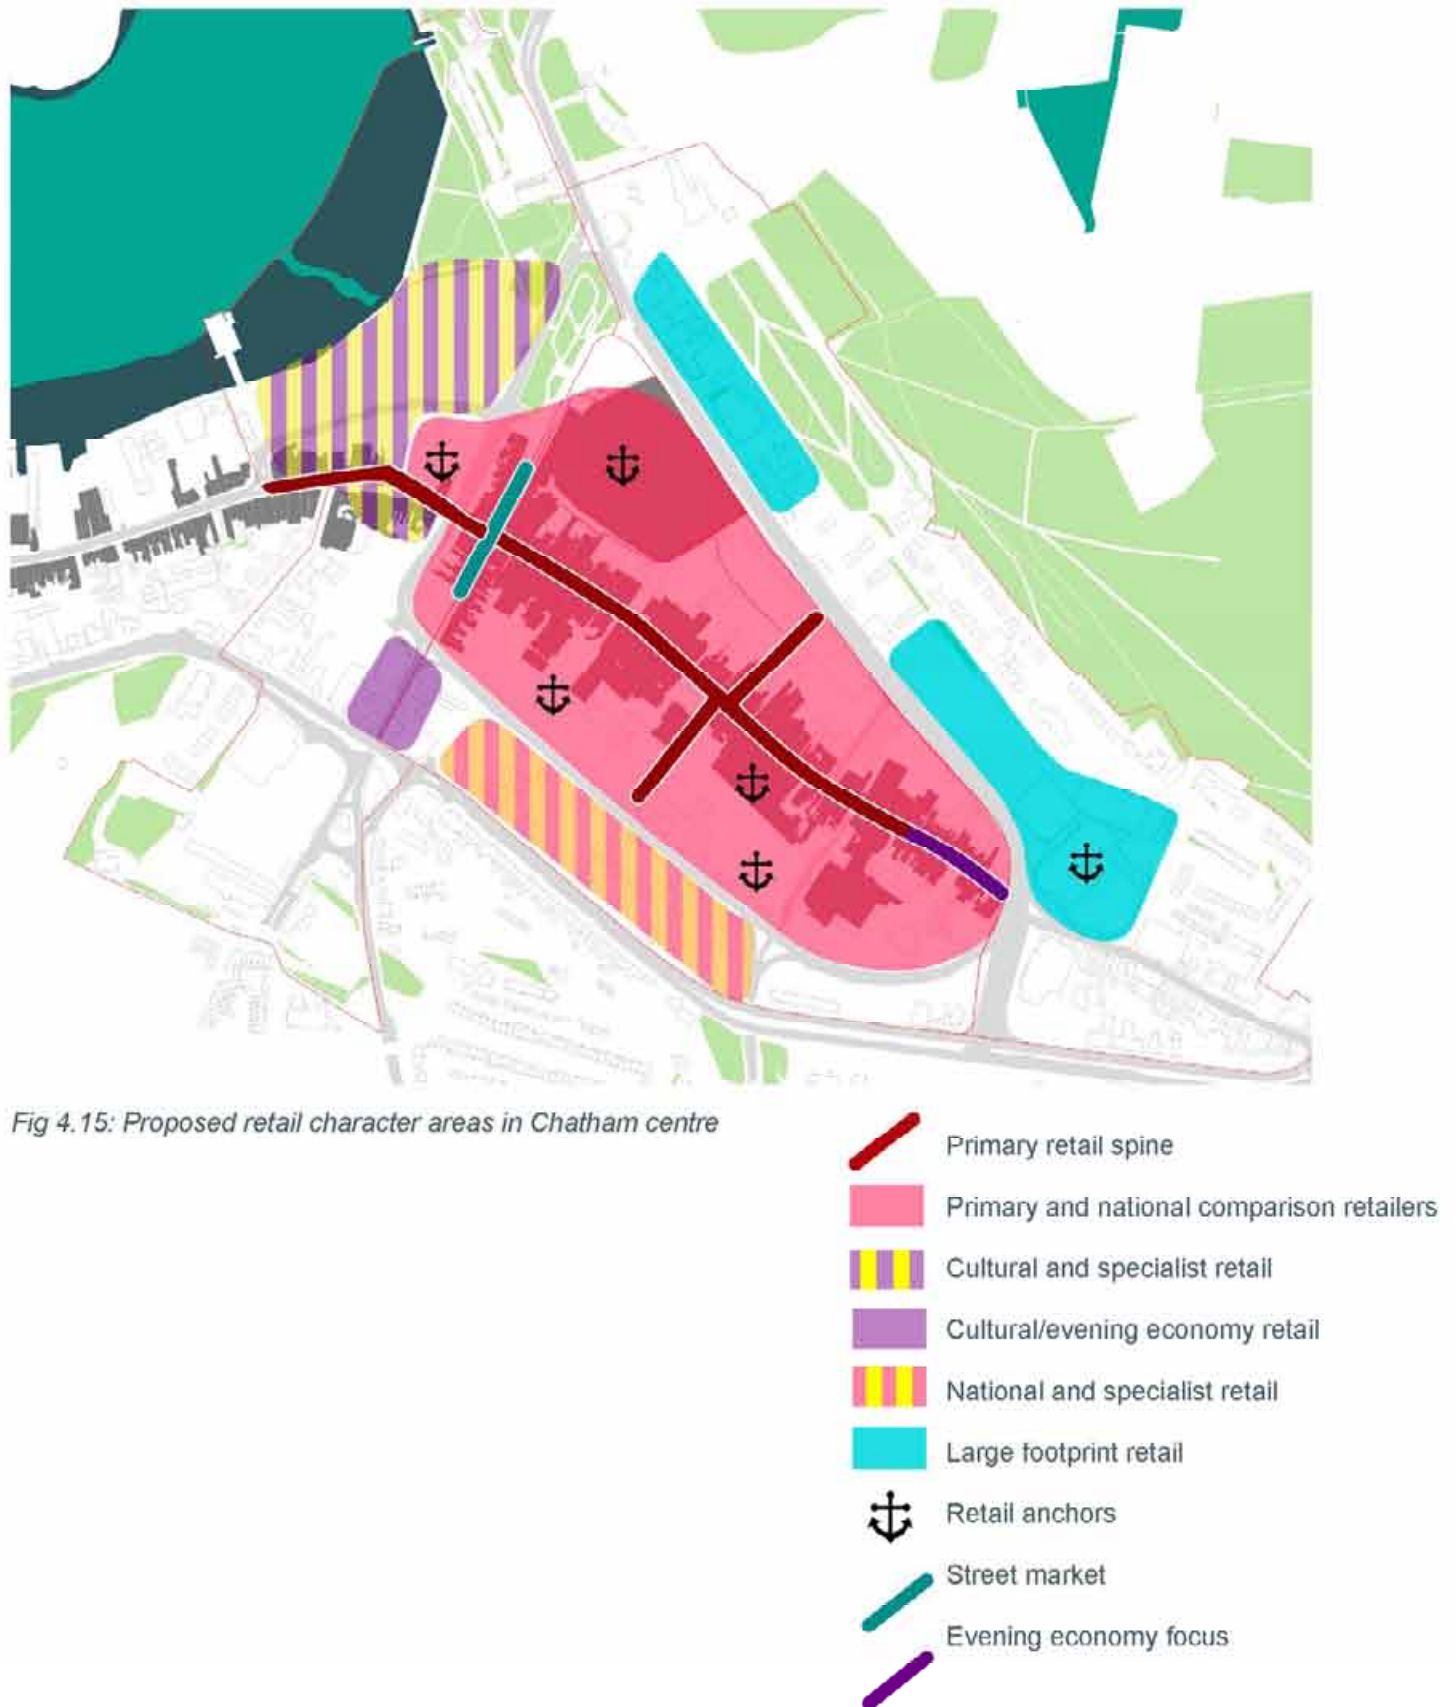 Fig 4.15: Proposed retail character areas in Chatham centre
Primary retail spine
Primary and national comparison retailers
Cultural and specialist retail
Cultural/evening economy retail
National and specialist retail
Large footprint retail
Retail anchors
Street market
Evening economy focus